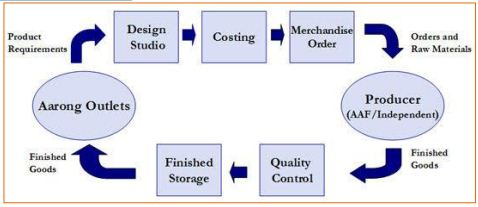 Product
Requirements
Design
Studio
Costing
Merchandise
Order
Orders and
Raw Materials
Aarong Outlets
Producer
(AAF/Independent)
Finished
Goods
Finished
Storage
Quality
Control
Finished
Goods